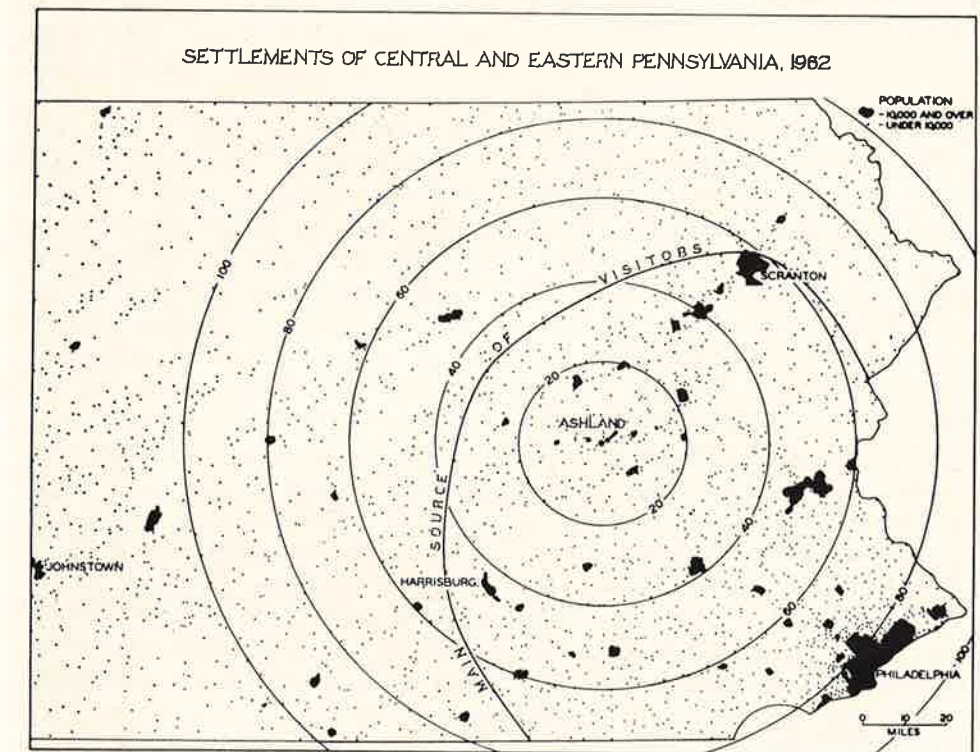 SETTLEMENTS OF CENTRAL AND EASTERN PENNSYLVANIA, 1962
POPULATION
- 10,000 AND OVER
- UNDER 10,000
MAIN SOURCE OF VISITORS
100
80
60
40
20
SCRANTON
ASHLAND
20
40
60
80
100
JOHNSTOWN
HARRISBURG
PHILADELPHIA
0 10 20
MILES